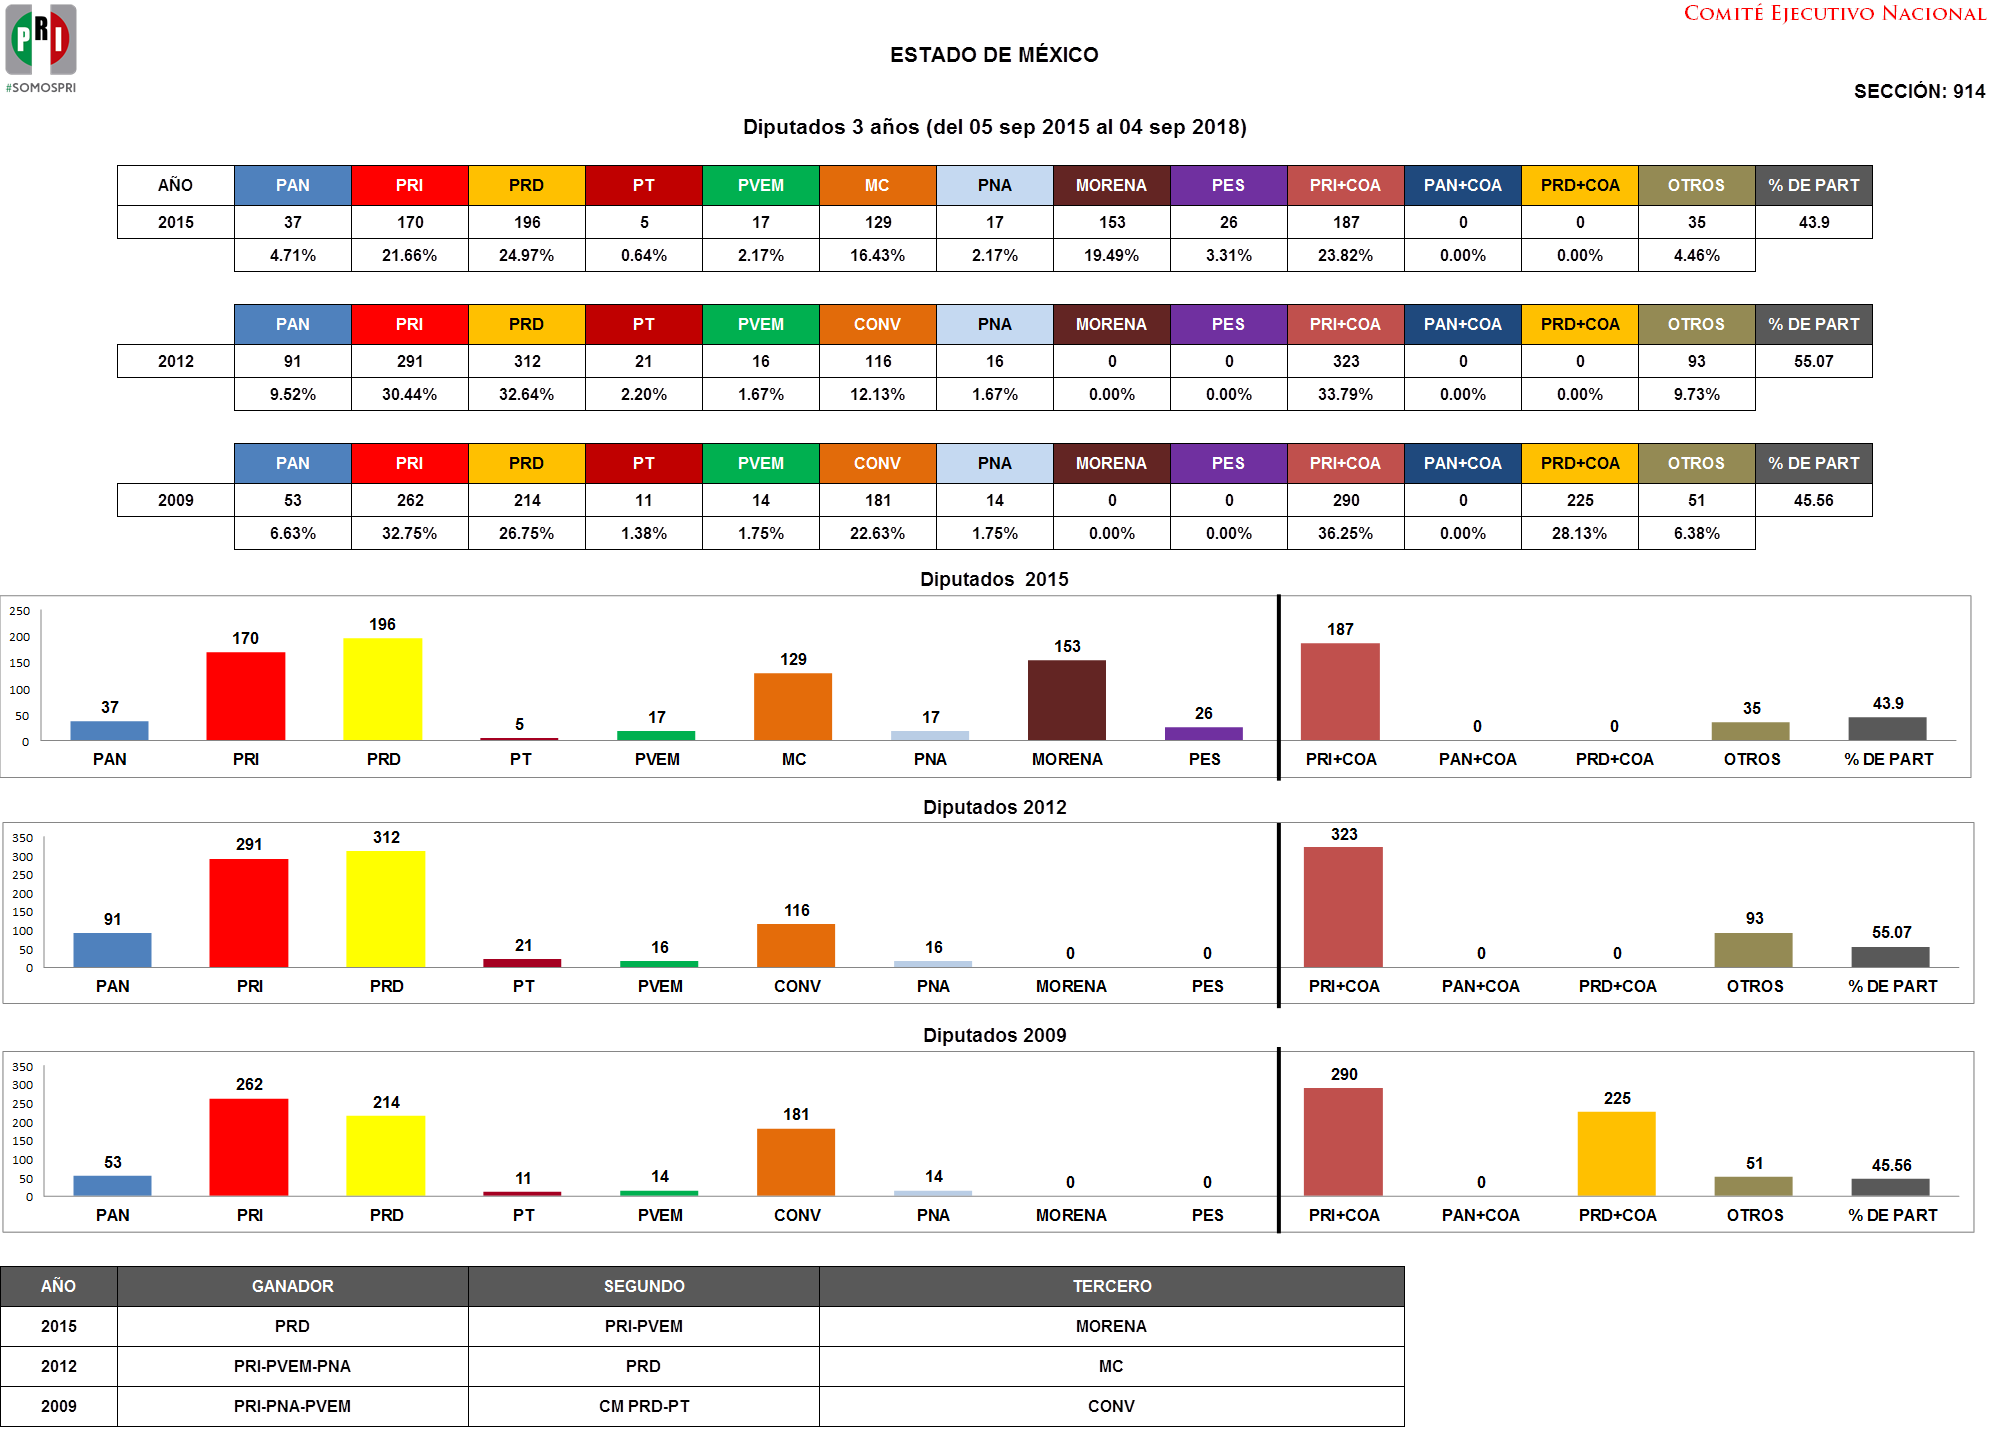 PRI
#SOMOSPRI
COMITÉ EJECUTIVO NACIONAL
ESTADO DE MÉXICO
SECCIÓN: 914
Diputados 3 años (del 05 sep 2015 al 04 sep 2018)
AÑO PAN PRI PRD PT PVEM MC PNA MORENA PES PRI+COA PAN+COA PRD+COA OTROS % DE PART
2015 37 170 196 5 17 129 17 153 26 187 0 0 35 43.9
4.71% 21.66% 24.97% 0.64% 2.17% 16.43% 2.17% 19.49% 3.31% 23.82% 0.00% 0.00% 4.46%
PAN PRI PRD PT PVEM CONV PNA MORENA PES PRI+COA PAN+COA PRD+COA OTROS % DE PART
2012 91 291 312 21 16 116 16 0 0 323 0 0 93 55.07
9.52% 30.44% 32.64% 2.20% 1.67% 12.13% 1.67% 0.00% 0.00% 33.79% 0.00% 0.00% 9.73%
PAN PRI PRD PT PVEM CONV PNA MORENA PES PRI+COA PAN+COA PRD+COA OTROS % DE PART
2009 53 262 214 11 14 181 14 0 0 290 0 225 51 45.56
6.63% 32.75% 26.75% 1.38% 1.75% 22.63% 1.75% 0.00% 0.00% 36.25% 0.00% 28.13% 6.38%
Diputados 2015
250
200
150
100
50
0
37 170 196 5 17 129 17 153 26 187 0 0 35 43.9
PAN PRI PRD PT PVEM MC PNA MORENA PES PRI+COA PAN+COA PRD+COA OTROS % DE PART
Diputados 2012
350
300
250
200
150
100
50
0
91 291 312 21 16 116 16 0 0 323 0 0 93 55.07
PAN PRI PRD PT PVEM CONV PNA MORENA PES PRI+COA PAN+COA PRD+COA OTROS % DE PART
Diputados 2009
350
300
250
200
150
100
50
0
53 262 214 11 14 181 14 0 0 290 0 225 51 45.56
PAN PRI PRD PT PVEM CONV PNA MORENA PES PRI+COA PAN+COA PRD+COA OTROS % DE PART
AÑO GANADOR SEGUNDO TERCERO
2015 PRD PRI-PVEM MORENA
2012 PRI-PVEM-PNA PRD MC
2009 PRI-PNA-PVEM CM PRD-PT CONV